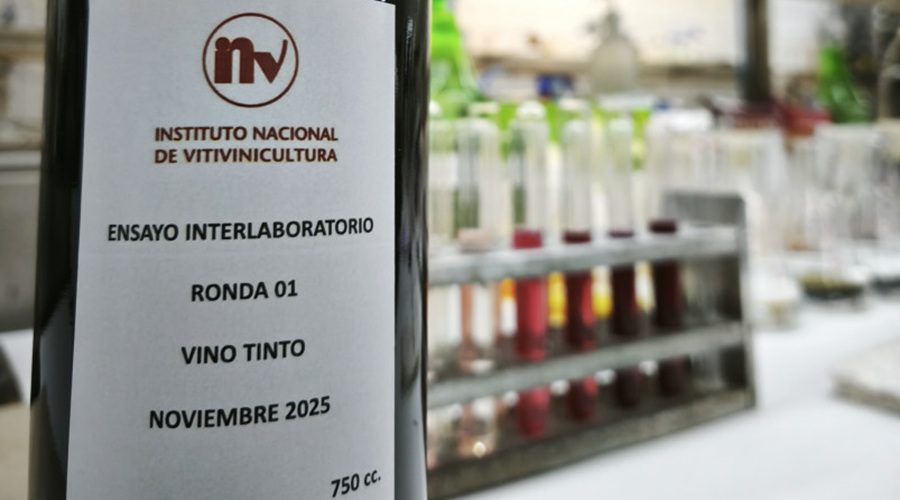 inv
INSTITUTO NACIONAL
DE VITIVINICULTURA
ENSAYO INTERLABORATORIO
RONDA 01
VINO TINTO
NOVIEMBRE 2025
750 cc.